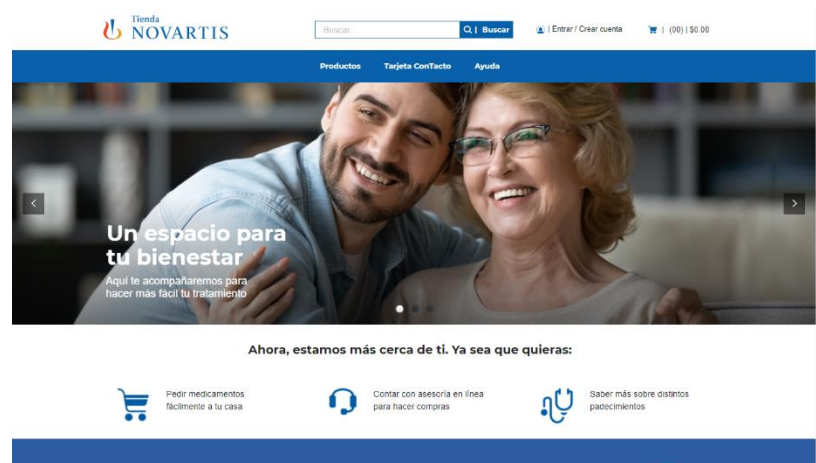 Tienda
NOVARTIS
Buscar...
| Buscar
| Entrar / Crear cuenta
| (00) | $0.00
Productos Tarjeta ConTacto Ayuda
Un espacio para
tu bienestar
Aquí te acompañaremos para
hacer más fácil tu tratamiento
Ahora, estamos más cerca de ti. Ya sea que quieras:
Pedir medicamentos
fácilmente a tu casa
Contar con asesoría en línea
para hacer compras
Saber más sobre distintos
padecimientos